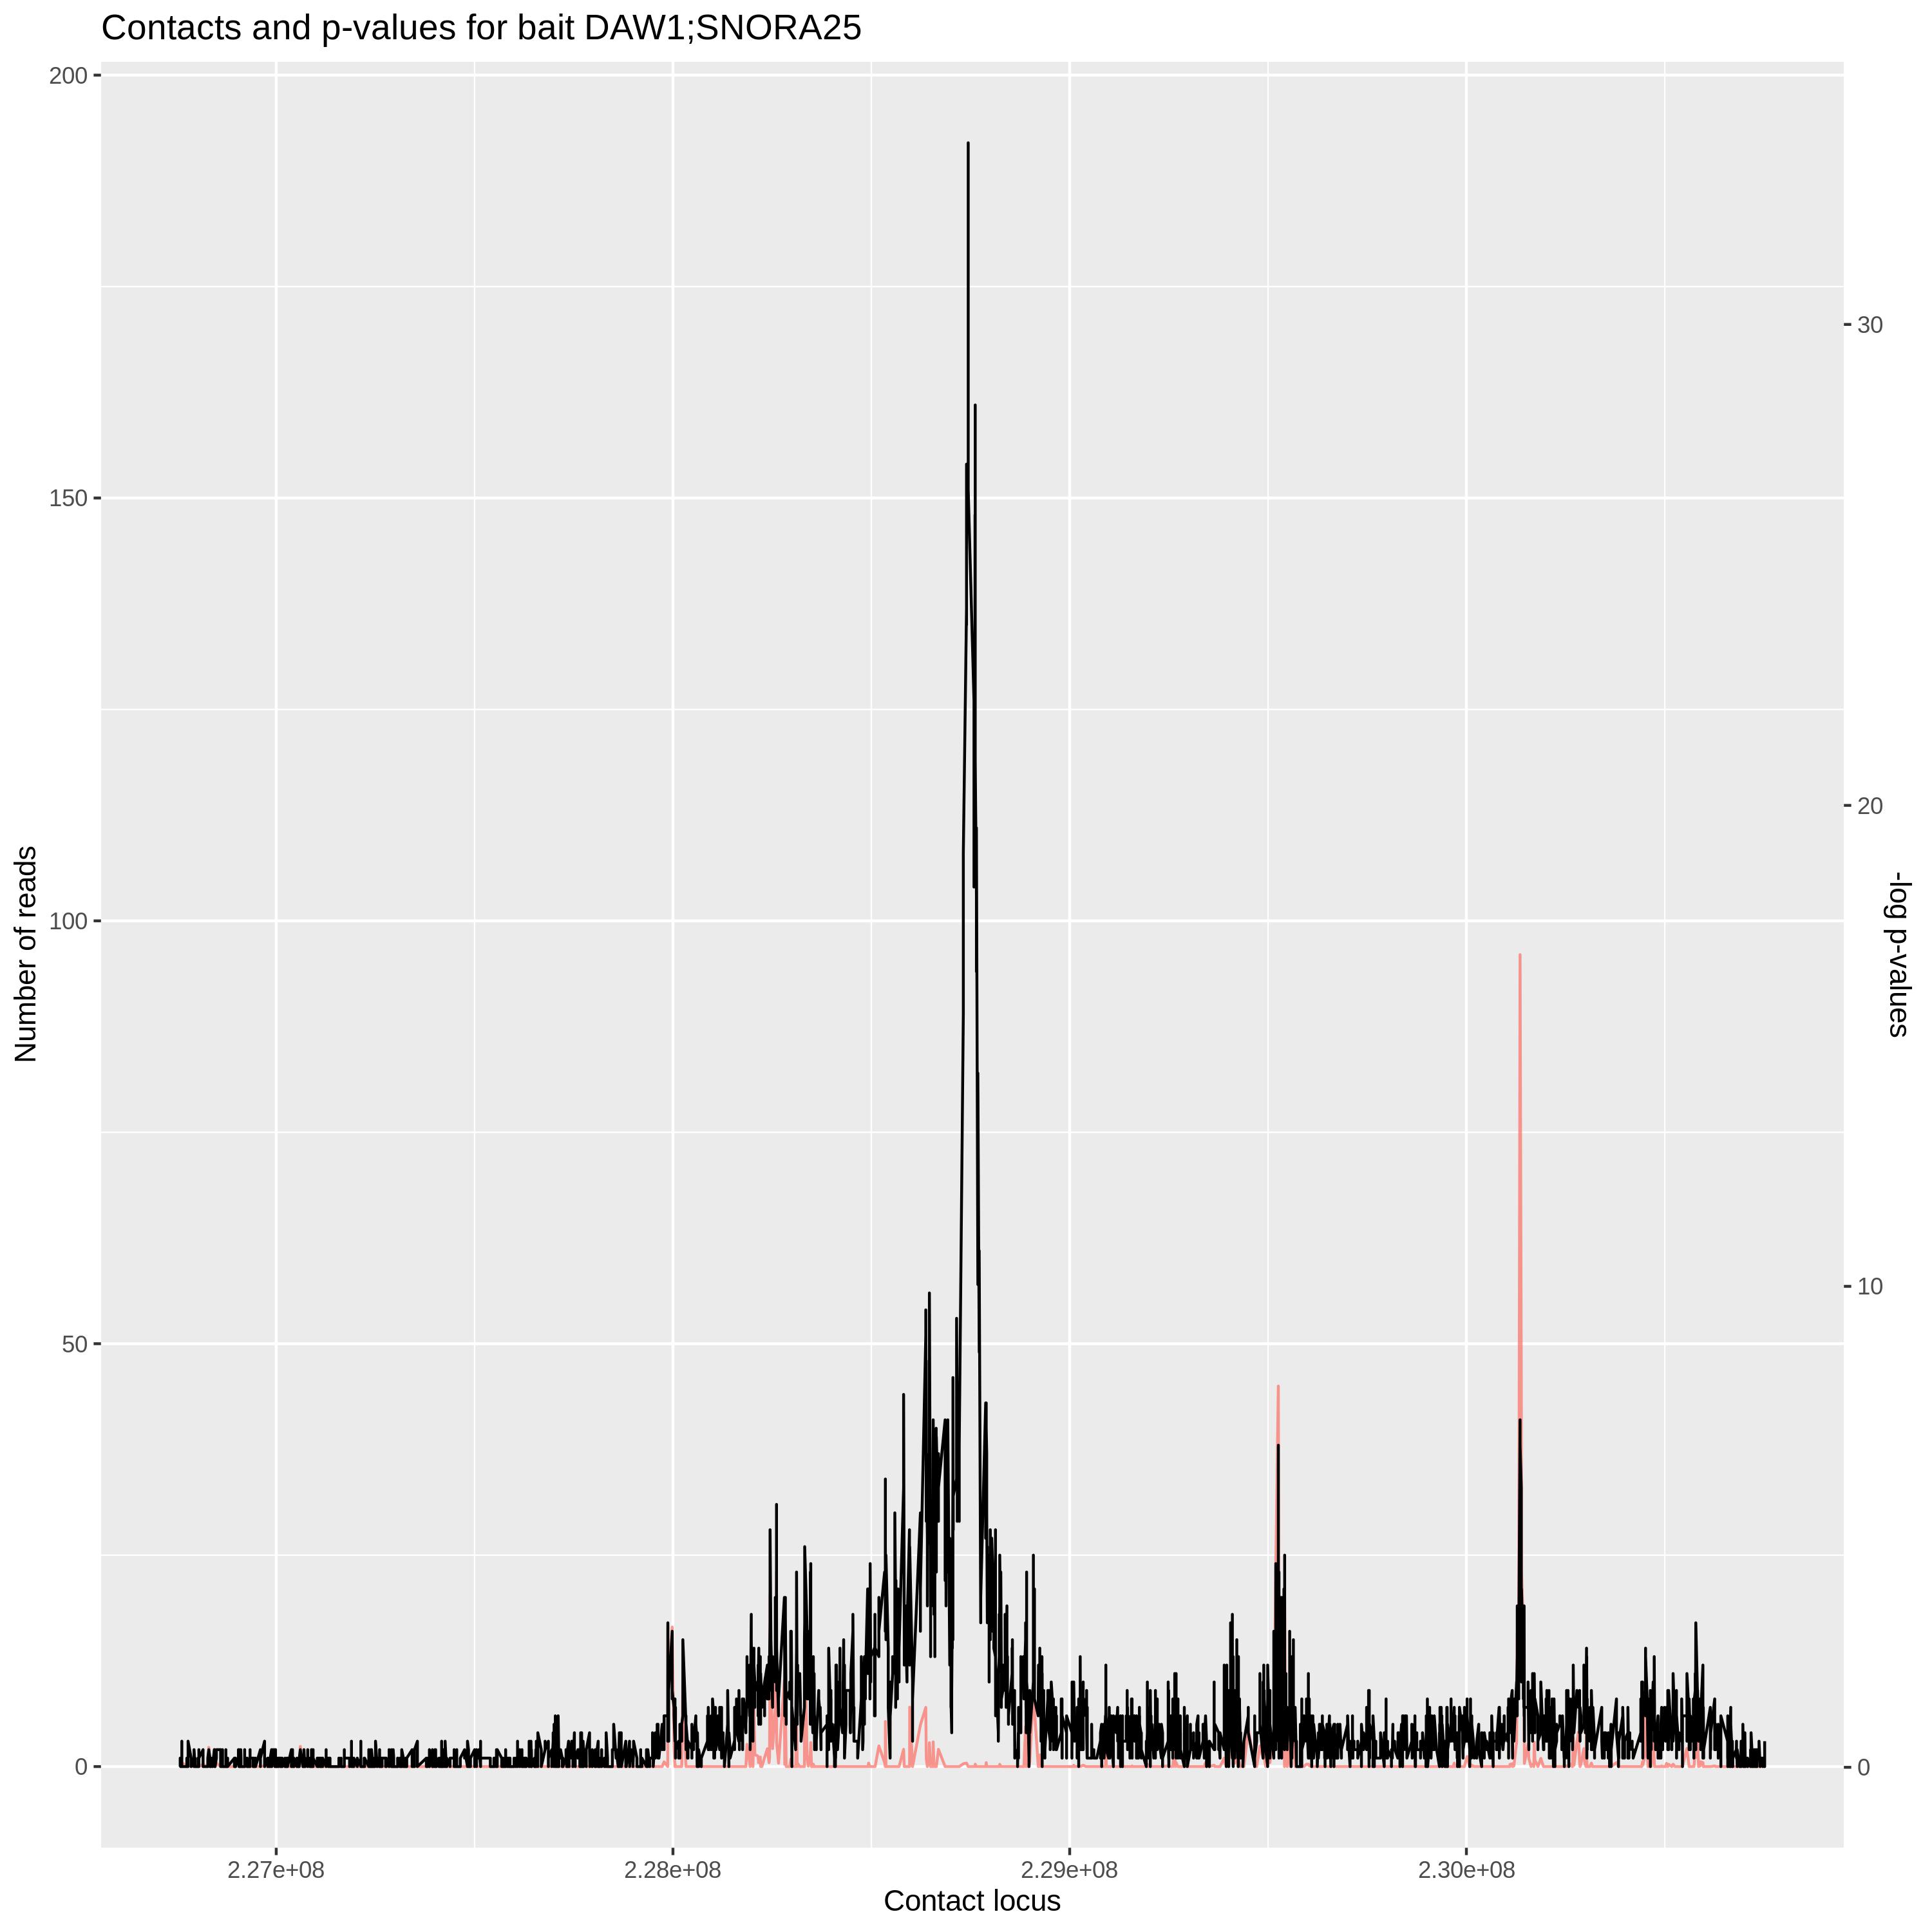 Contacts and p-values for bait DAW1;SNORA25
200
150
100
50
0
Number of reads
30
20
10
0
-log p-values
2.27e+08
2.28e+08
2.29e+08
2.30e+08
Contact locus